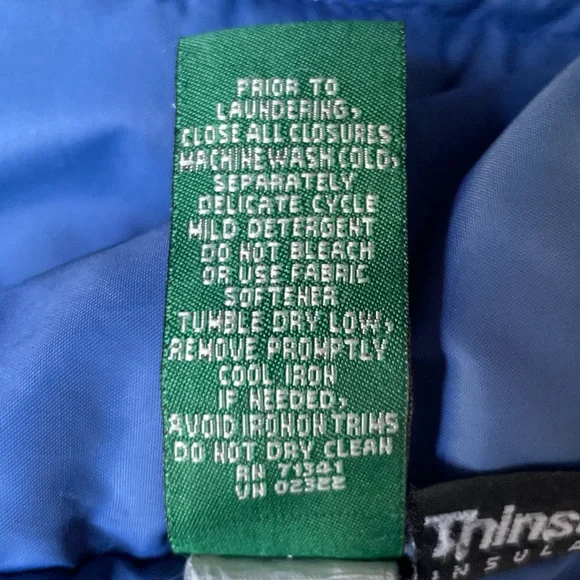 PRIOR TO
LAUNDERING,
CLOSE ALL CLOSURES
MACHINE WASH COLD,
SEPARATELY
DELICATE CYCLE
MILD DETERGENT
DO NOT BLEACH
OR USE FABRIC
SOFTENER
TUMBLE DRY LOW,
REMOVE PROMPTLY
COOL IRON
IF NEEDED,
AVOID IRON ON TRIMS
DO NOT DRY CLEAN
RN 71341
VN 02322
Thins
INSULA